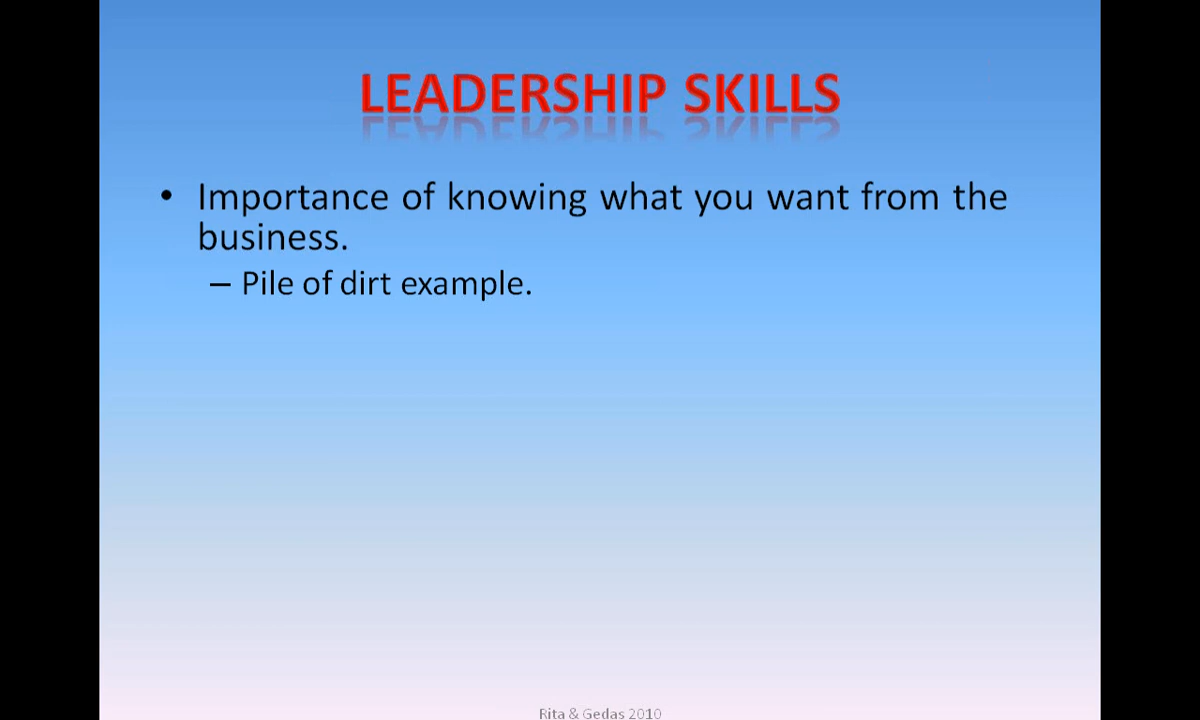 LEADERSHIP SKILLS
• Importance of knowing what you want from the
business.
– Pile of dirt example.
Rita & Gedas 2010